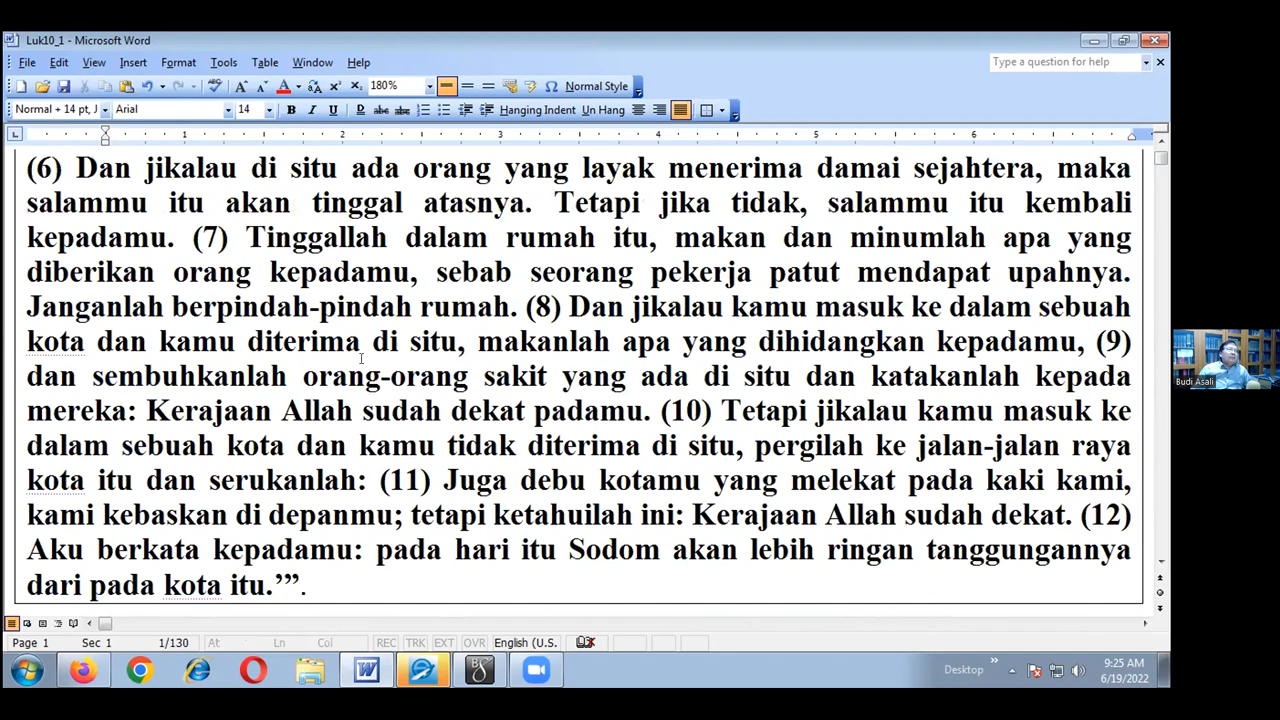 Luk10_1 - Microsoft Word
File Edit View Insert Format Tools Table Window Help Type a question for help
180% Normal Style
Normal + 14 pt, J Arial 14 B I U Hanging Indent Un Hang
1 2 3 4 5 6
(6) Dan jikalau di situ ada orang yang layak menerima damai sejahtera, maka
salammu itu akan tinggal atasnya. Tetapi jika tidak, salammu itu kembali
kepadamu. (7) Tinggallah dalam rumah itu, makan dan minumlah apa yang
diberikan orang kepadamu, sebab seorang pekerja patut mendapat upahnya.
Janganlah berpindah-pindah rumah. (8) Dan jikalau kamu masuk ke dalam sebuah
kota dan kamu diterima di situ, makanlah apa yang dihidangkan kepadamu, (9)
dan sembuhkanlah orang-orang sakit yang ada di situ dan katakanlah kepada
mereka: Kerajaan Allah sudah dekat padamu. (10) Tetapi jikalau kamu masuk ke
dalam sebuah kota dan kamu tidak diterima di situ, pergilah ke jalan-jalan raya
kota itu dan serukanlah: (11) Juga debu kotamu yang melekat pada kaki kami,
kami kebaskan di depanmu; tetapi ketahuilah ini: Kerajaan Allah sudah dekat. (12)
Aku berkata kepadamu: pada hari itu Sodom akan lebih ringan tanggungannya
dari pada kota itu.’”.
Budi Asali
Page 1 Sec 1 1/130 At Ln Col REC TRK EXT OVR English (U.S.
Desktop » 9:25 AM
6/19/2022